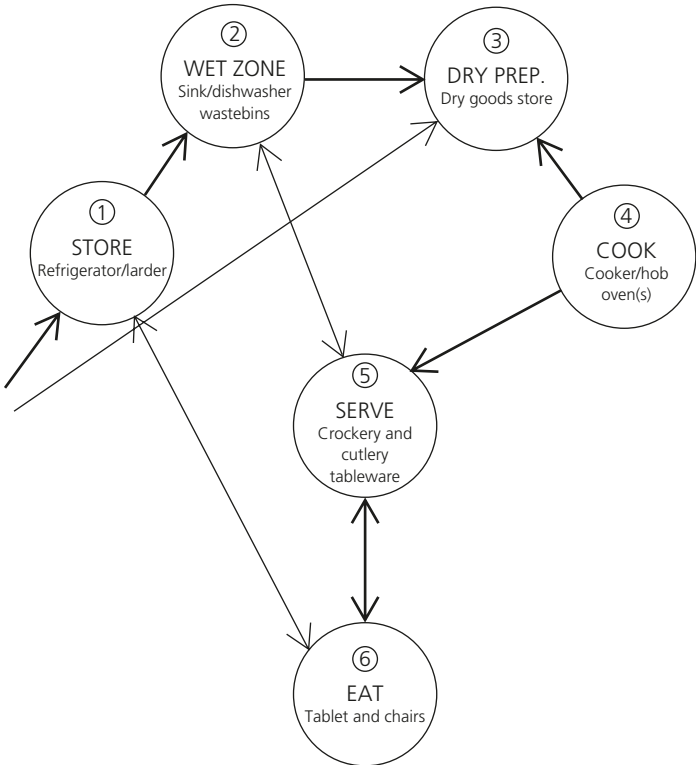 ①
STORE
Refrigerator/larder
②
WET ZONE
Sink/dishwasher
wastebins
③
DRY PREP.
Dry goods store
④
COOK
Cooker/hob
oven(s)
⑤
SERVE
Crockery and
cutlery
tableware
⑥
EAT
Tablet and chairs